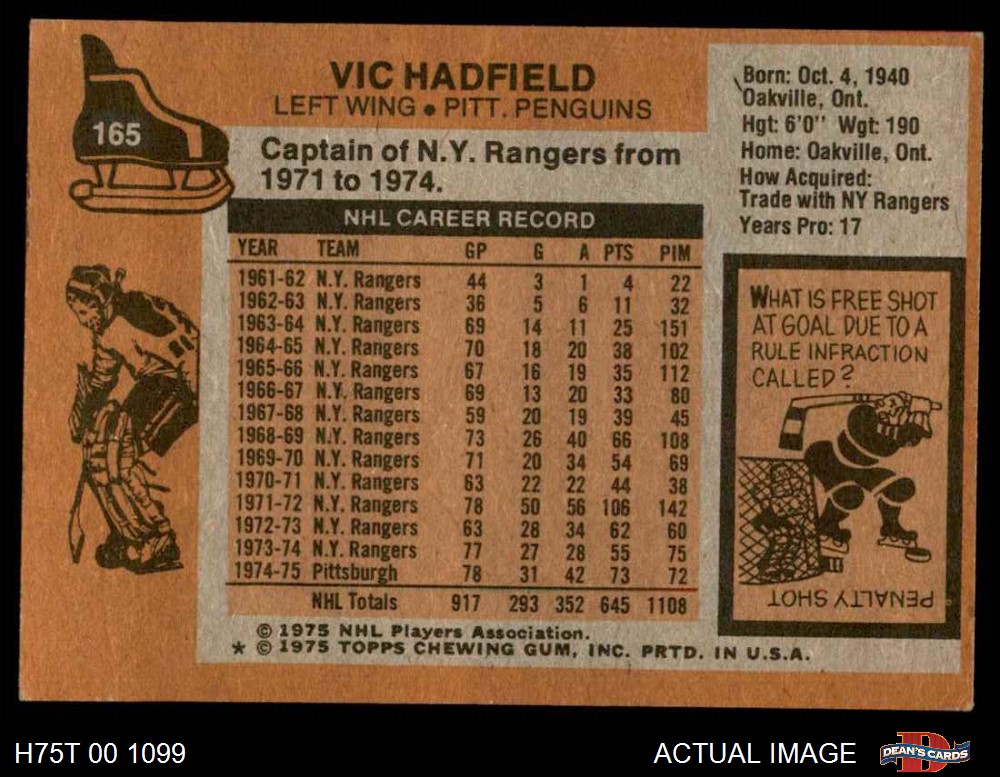 165
VIC HADFIELD
LEFT WING • PITT. PENGUINS
Captain of N.Y. Rangers from
1971 to 1974.
Born: Oct. 4, 1940
Oakville, Ont.
Hgt: 6'0'' Wgt: 190
Home: Oakville, Ont.
How Acquired:
Trade with NY Rangers
Years Pro: 17
NHL CAREER RECORD
YEAR TEAM GP G A PTS PIM
1961-62 N.Y. Rangers 44 3 1 4 22
1962-63 N.Y. Rangers 36 5 6 11 32
1963-64 N.Y. Rangers 69 14 11 25 151
1964-65 N.Y. Rangers 70 18 20 38 102
1965-66 N.Y. Rangers 67 16 19 35 112
1966-67 N.Y. Rangers 69 13 20 33 80
1967-68 N.Y. Rangers 59 20 19 39 45
1968-69 N.Y. Rangers 73 26 40 66 108
1969-70 N.Y. Rangers 71 20 34 54 69
1970-71 N.Y. Rangers 63 22 22 44 38
1971-72 N.Y. Rangers 78 50 56 106 142
1972-73 N.Y. Rangers 63 28 34 62 60
1973-74 N.Y. Rangers 77 27 28 55 75
1974-75 Pittsburgh 78 31 42 73 72
NHL Totals 917 293 352 645 1108
WHAT IS FREE SHOT
AT GOAL DUE TO A
RULE INFRACTION
CALLED?
PENALTY SHOT
© 1975 NHL Players Association.
* © 1975 TOPPS CHEWING GUM, INC. PRTD. IN U.S.A.
H75T 00 1099
ACTUAL IMAGE
D
DEAN'S CARDS